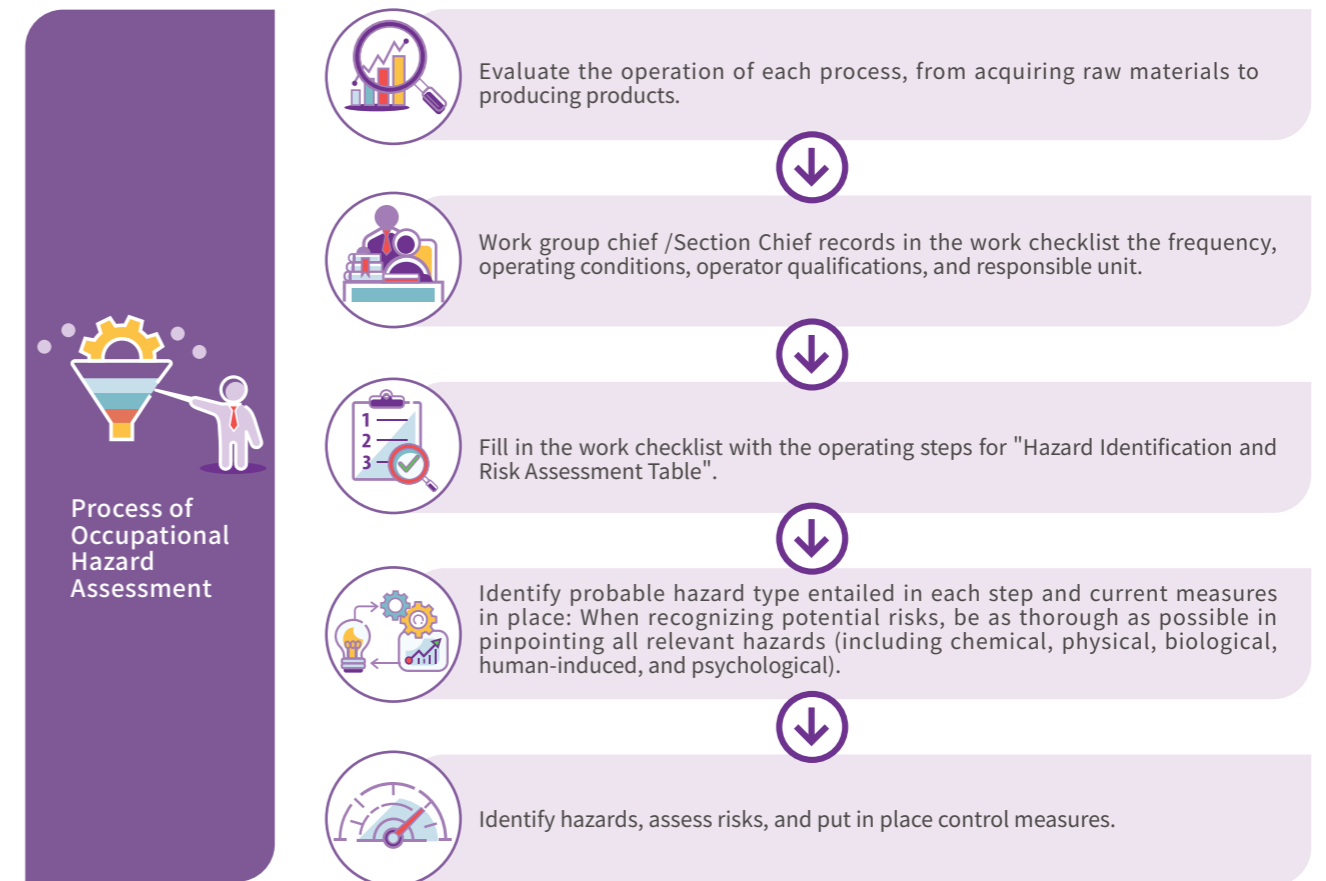 Process of
Occupational
Hazard
Assessment
Evaluate the operation of each process, from acquiring raw materials to
producing products.
Work group chief /Section Chief records in the work checklist the frequency,
operating conditions, operator qualifications, and responsible unit.
1
2
3
Fill in the work checklist with the operating steps for "Hazard Identification and
Risk Assessment Table".
Identify probable hazard type entailed in each step and current measures
in place: When recognizing potential risks, be as thorough as possible in
pinpointing all relevant hazards (including chemical, physical, biological,
human-induced, and psychological).
Identify hazards, assess risks, and put in place control measures.